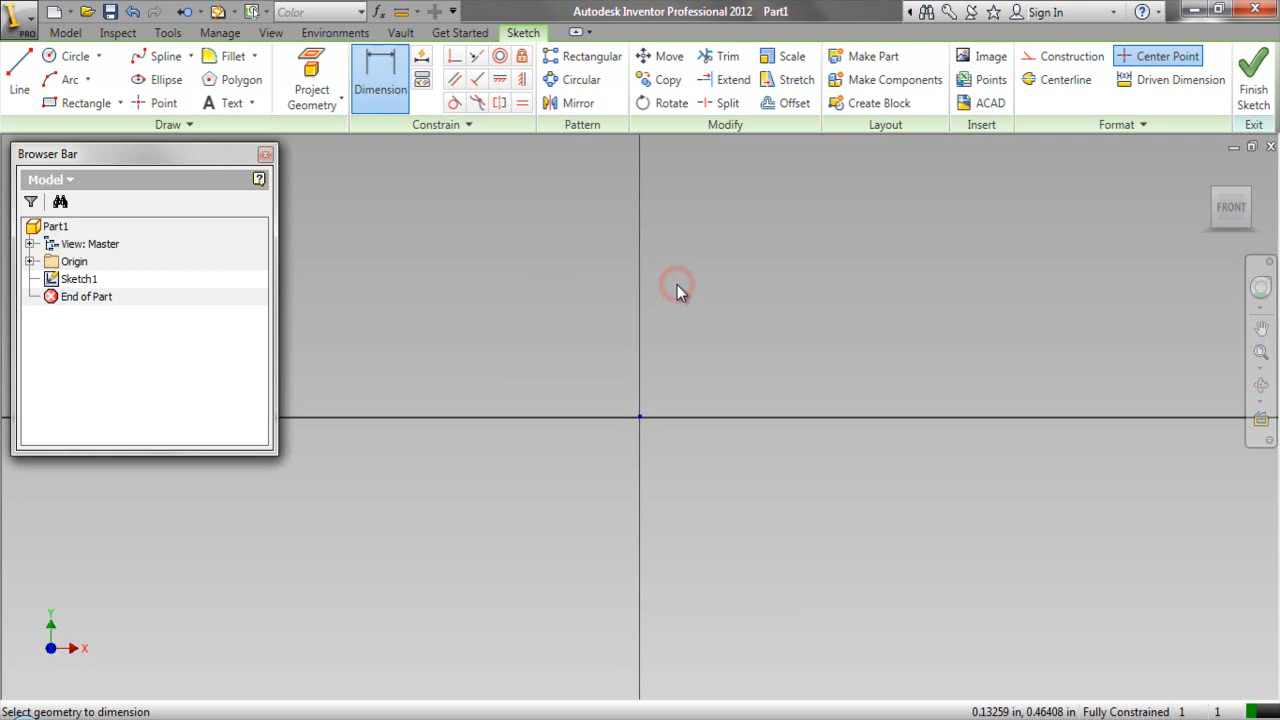 Color
Autodesk Inventor Professional 2012 Part1
Sign In
PRO
Model Inspect Tools Manage View Environments Vault Get Started Sketch
Line
Circle Spline Fillet
Arc Ellipse Polygon
Rectangle Point Text
Project Geometry
Dimension
Rectangular
Circular
Mirror
Move Trim Scale
Copy Extend Stretch
Rotate Split Offset
Make Part
Make Components
Create Block
Image
Points
ACAD
Construction Center Point
Centerline Driven Dimension
Finish Sketch
Draw Constrain Pattern Modify Layout Insert Format Exit
Browser Bar
Model
Part1
View: Master
Origin
Sketch1
End of Part
FRONT
Y
X
Select geometry to dimension
0.13259 in, 0.46408 in Fully Constrained 1 1